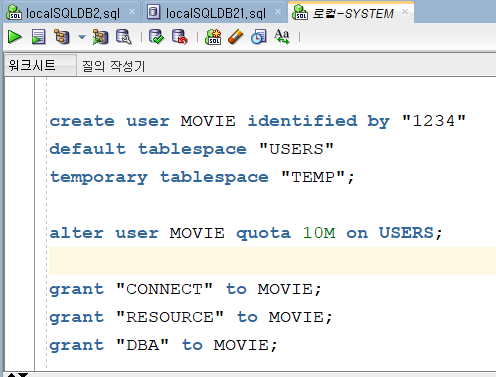 localSQLDB2.sql
localSQLDB21.sql
로컬-SYSTEM
워크시트
질의 작성기
create user MOVIE identified by "1234"
default tablespace "USERS"
temporary tablespace "TEMP";
alter user MOVIE quota 10M on USERS;
grant "CONNECT" to MOVIE;
grant "RESOURCE" to MOVIE;
grant "DBA" to MOVIE;